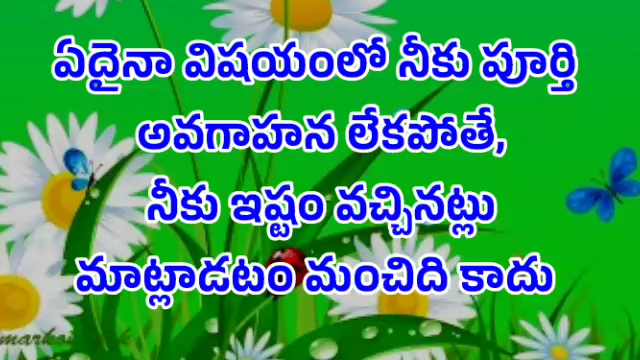 ఏదైనా విషయంలో నీకు పూర్తి
అవగాహన లేకపోతే,
నీకు ఇష్టం వచ్చినట్లు
మాట్లాడటం మంచిది కాదు